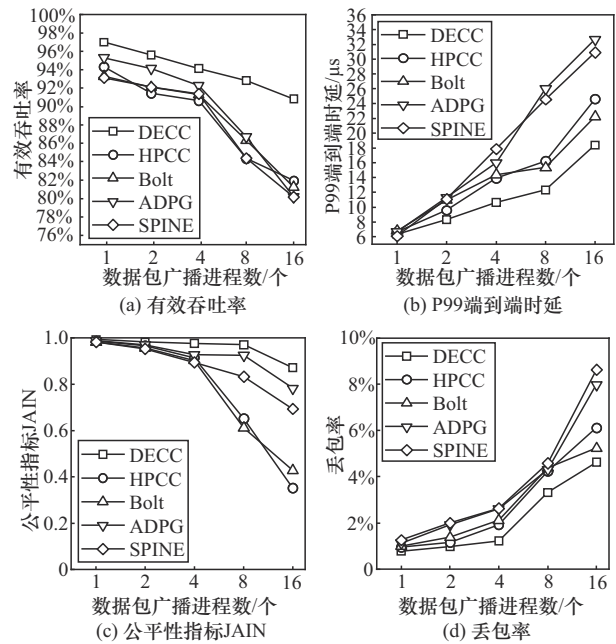 100%
98%
96%
94%
92%
90%
88%
86%
84%
82%
80%
78%
76%
有效吞吐率
DECC
HPCC
Bolt
ADPG
SPINE
1 2 4 8 16
数据包广播进程数/个
(a) 有效吞吐率
36
32
28
24
20
16
12
8
6
P99端到端时延/μs
DECC
HPCC
Bolt
ADPG
SPINE
1 2 4 8 16
数据包广播进程数/个
(b) P99端到端时延
1.0
0.8
0.6
0.4
0.2
0
公平性指标JAIN
DECC
HPCC
Bolt
ADPG
SPINE
1 2 4 8 16
数据包广播进程数/个
(c) 公平性指标JAIN
10%
8%
6%
4%
2%
0
丢包率
DECC
HPCC
Bolt
ADPG
SPINE
1 2 4 8 16
数据包广播进程数/个
(d) 丢包率